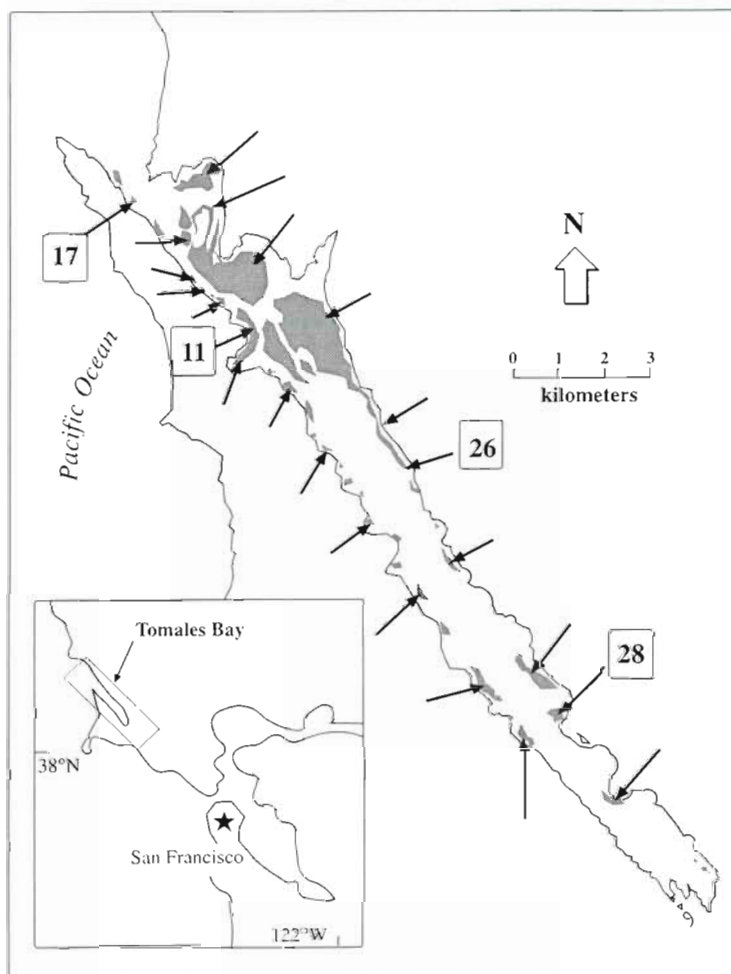 17
N
11
Pacific Ocean
0 1 2 3
kilometers
26
Tomales Bay
28
38°N
San Francisco
122°W